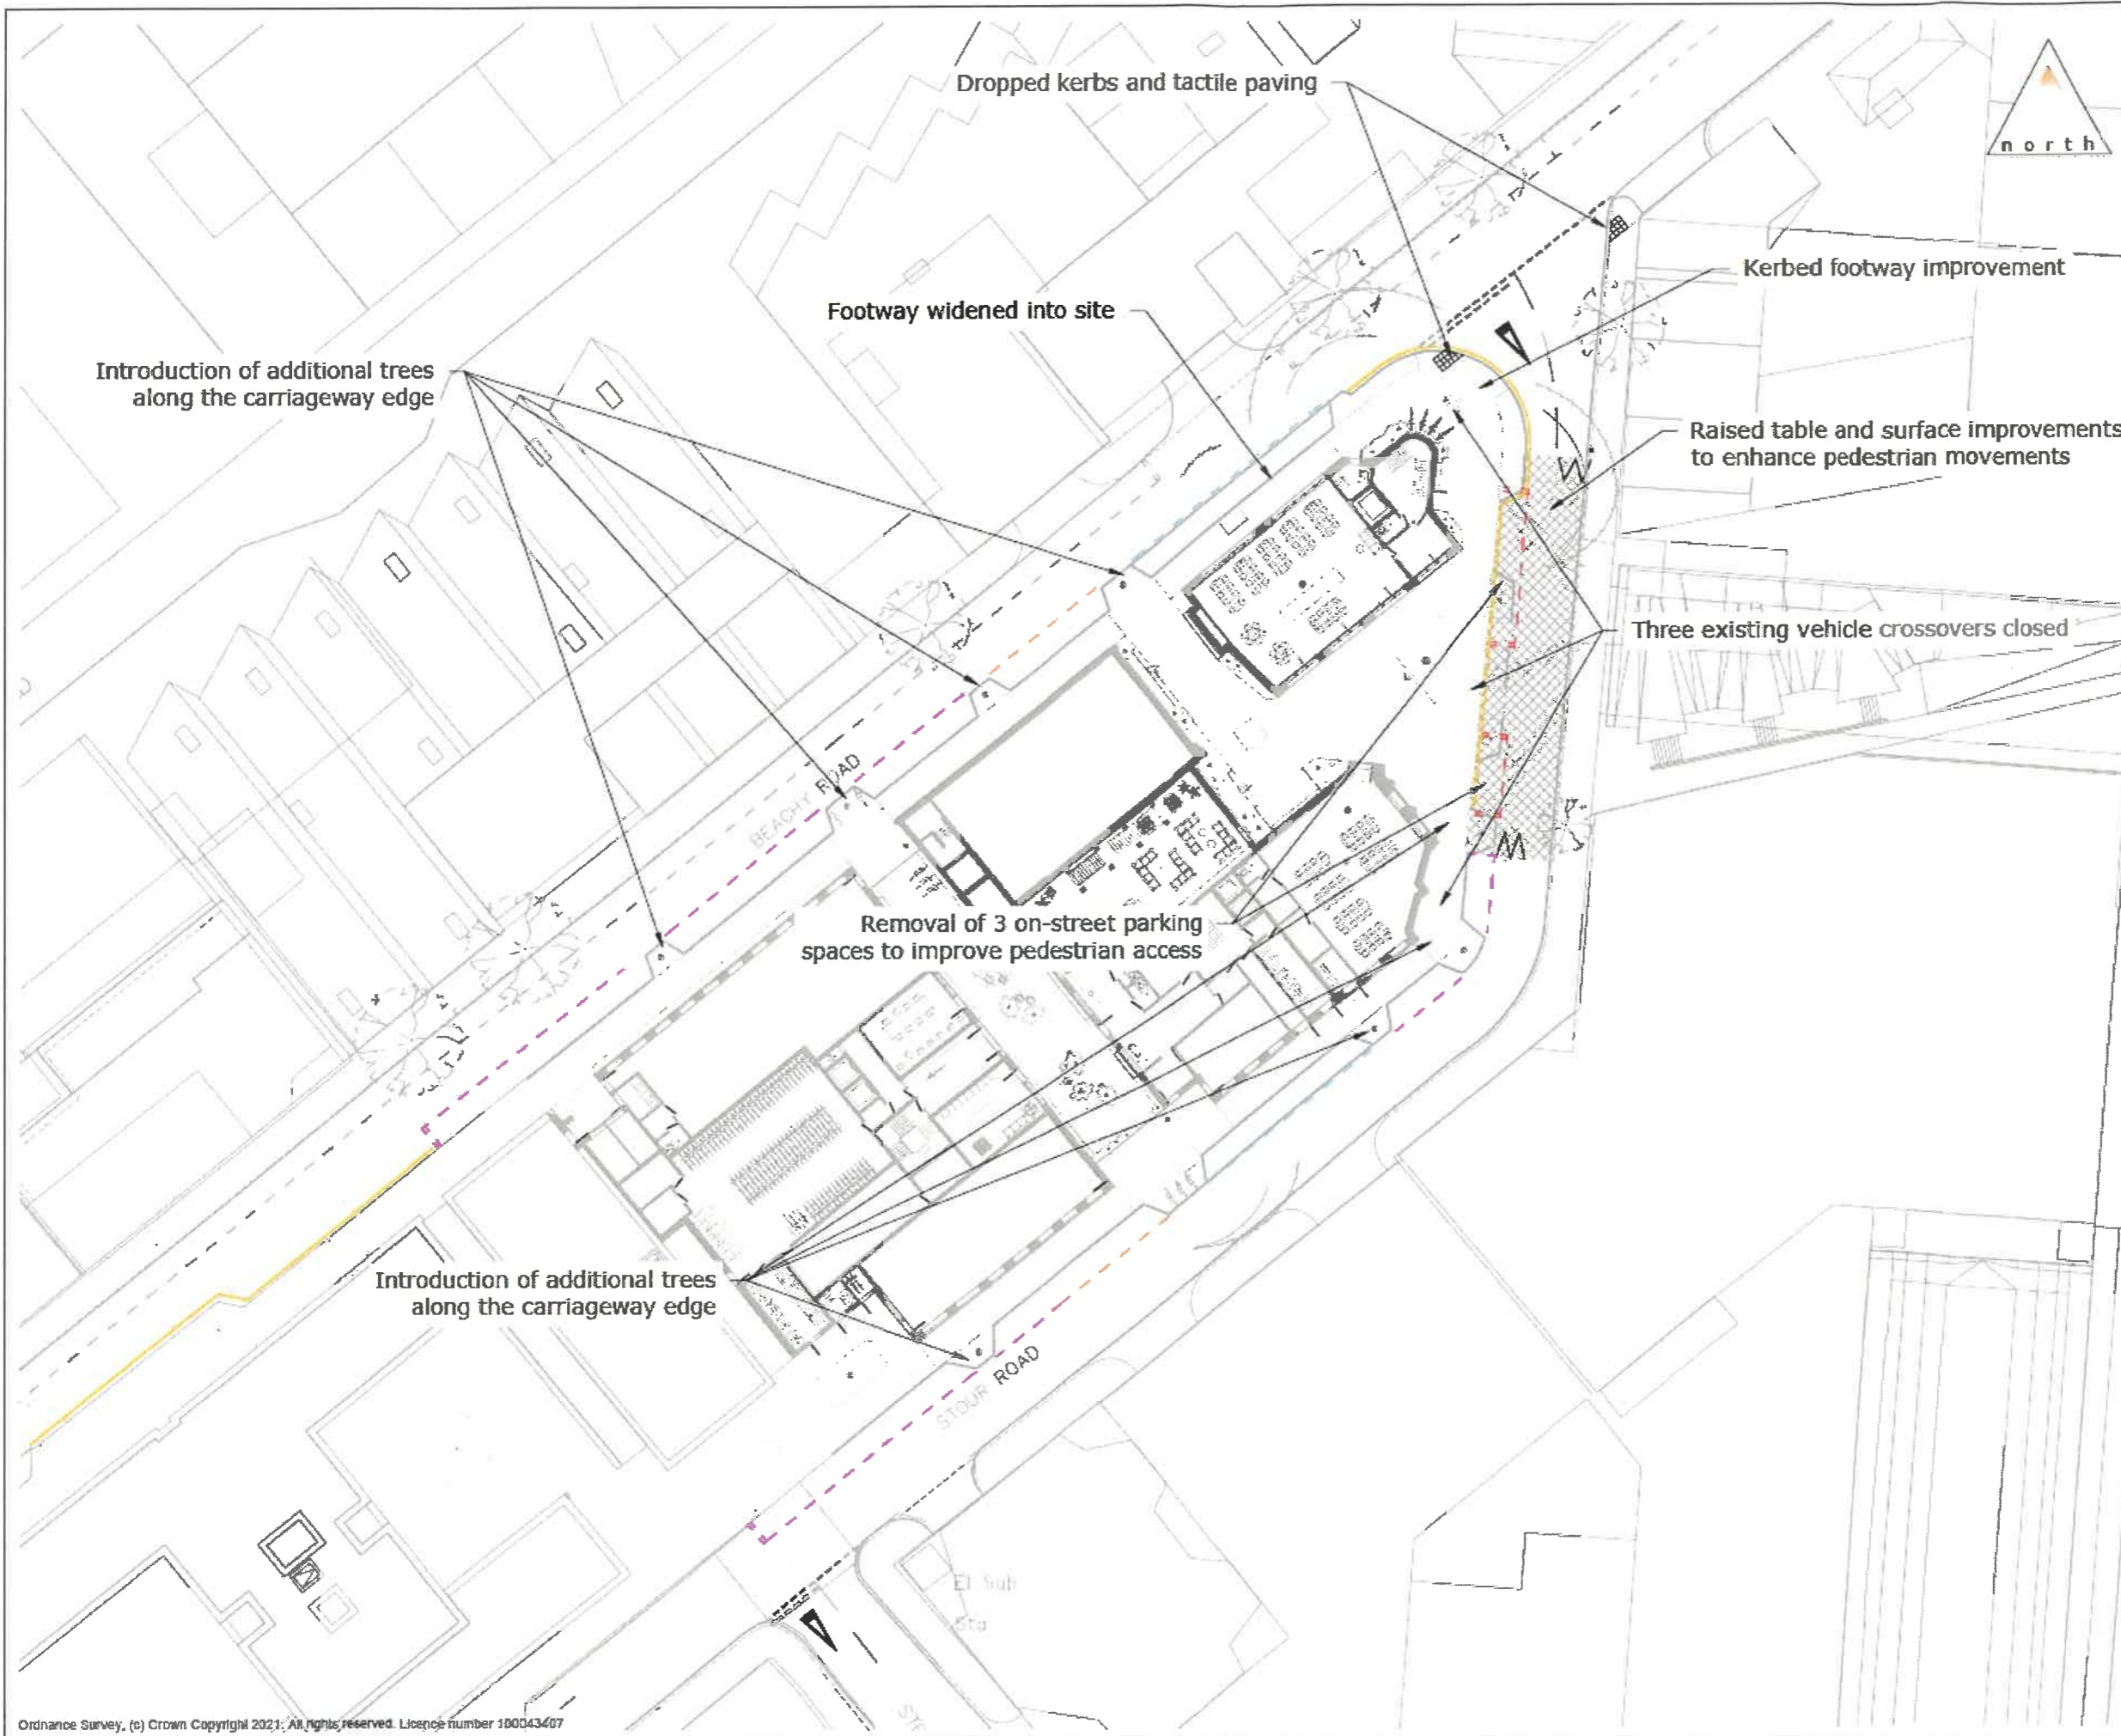 Dropped kerbs and tactile paving
north
Kerbed footway improvement
Footway widened into site
Introduction of additional trees
along the carriageway edge
Raised table and surface improvements
to enhance pedestrian movements
Three existing vehicle crossovers closed
BEACHY ROAD
Removal of 3 on-street parking
spaces to improve pedestrian access
Introduction of additional trees
along the carriageway edge
STOUR ROAD
El Sub
Sta
Ordnance Survey, (c) Crown Copyright 2021. All rights reserved. Licence number 100043407